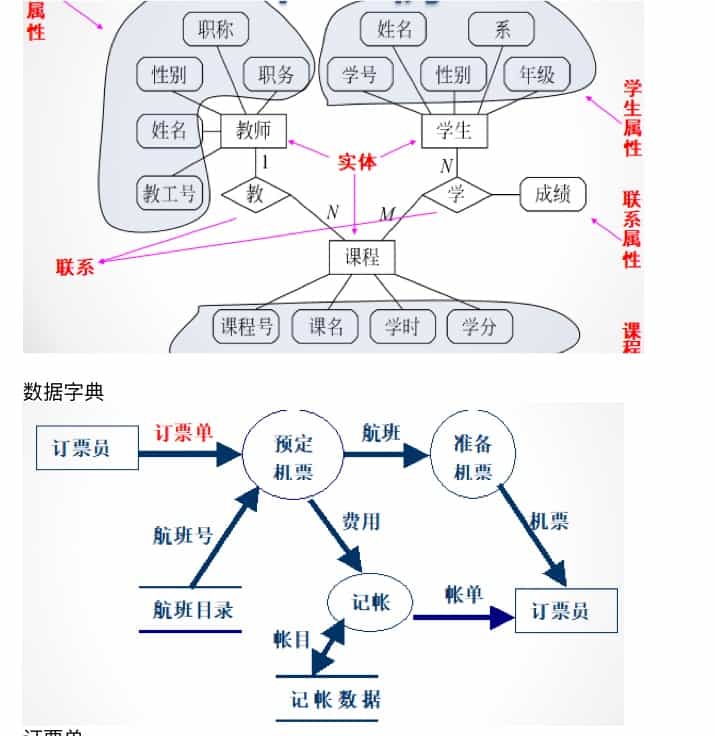 属性
职称
姓名
系
性别
职务
学号
性别
年级
学生属性
姓名
教师
学生
实体
1
N
教工号
教
学
成绩
联系属性
N
M
联系
课程
课程号
课名
学时
学分
课程
数据字典
订票员
订票单
预定机票
航班
准备机票
航班号
费用
机票
航班目录
记帐
帐单
订票员
帐目
记帐数据
订票单